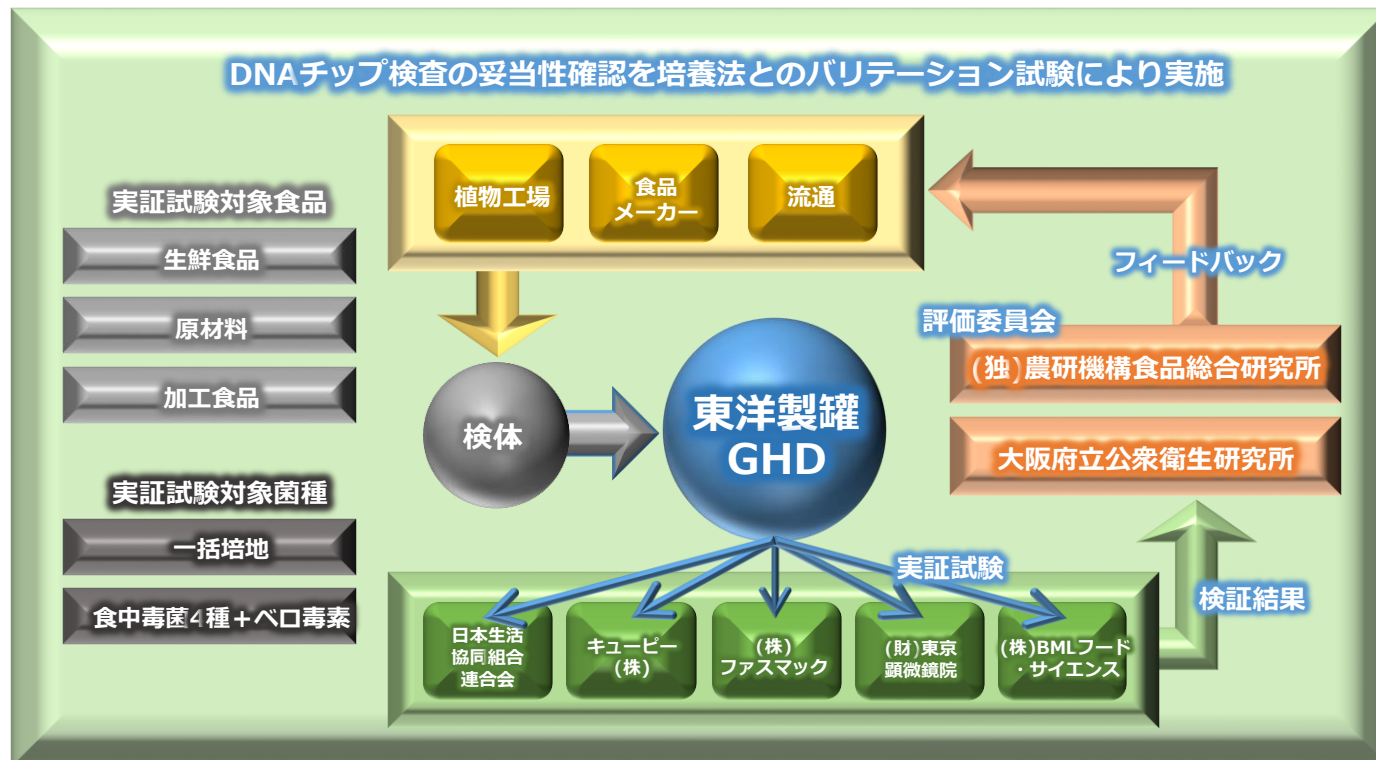 DNAチップ検査の妥当性確認を培養法とのバリテーション試験により実施
植物工場
食品
メーカー
流通
実証試験対象食品
生鮮食品
原材料
加工食品
フィードバック
評価委員会
(独)農研機構食品総合研究所
大阪府立公衆衛生研究所
検体
東洋製罐
GHD
実証試験対象菌種
一括培地
食中毒菌4種＋ベロ毒素
実証試験
検証結果
日本生活
協同組合
連合会
キューピー
(株)
(株)
ファスマック
(財)東京
顕微鏡院
(株)BMLフード
・サイエンス